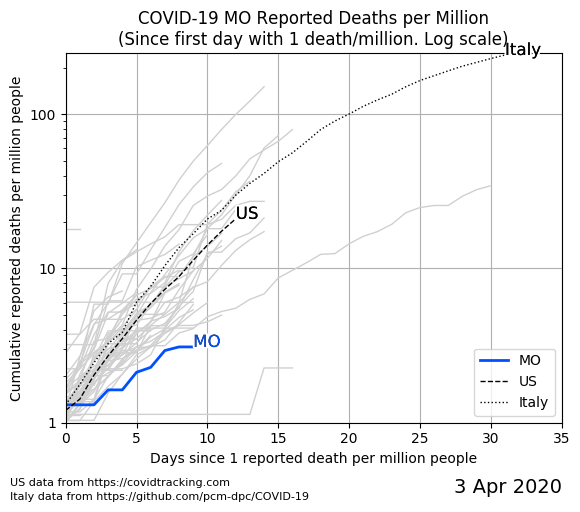 COVID-19 MO Reported Deaths per Million
(Since first day with 1 death/million. Log scale)
Italy
Cumulative reported deaths per million people
100
US
10
MO
MO
US
Italy
1
0 5 10 15 20 25 30 35
Days since 1 reported death per million people
US data from https://covidtracking.com
Italy data from https://github.com/pcm-dpc/COVID-19
3 Apr 2020